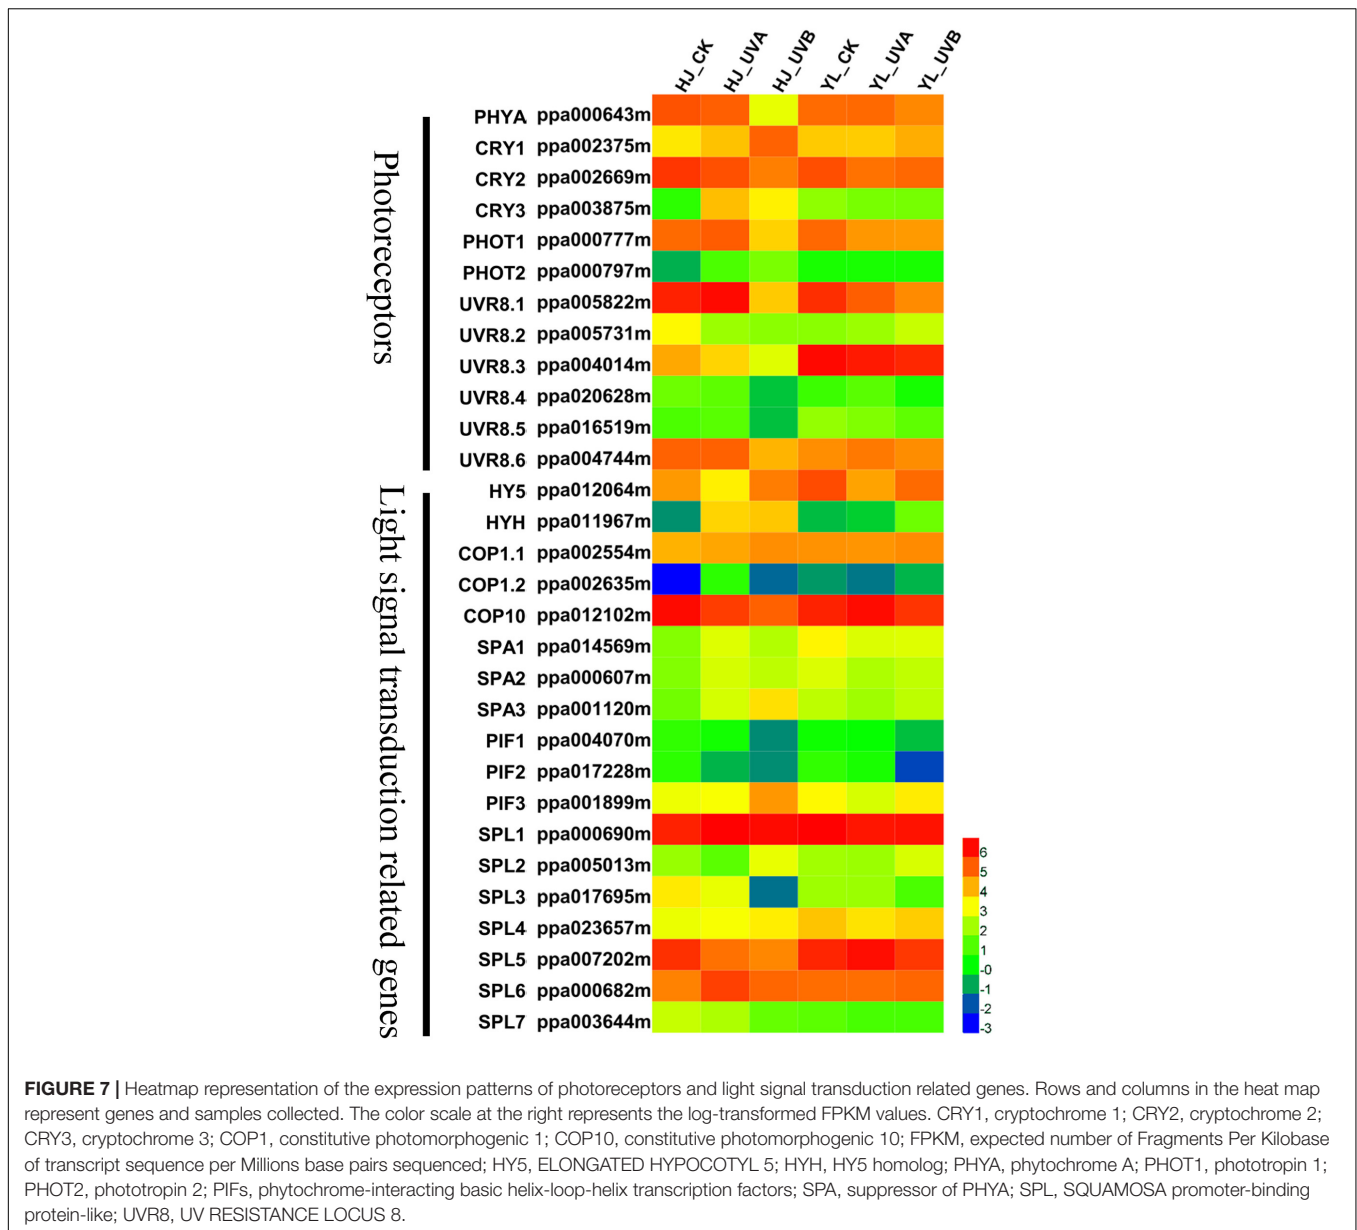 HJ_CK HJ_UVA HJ_UVB YL_CK YL_UVA YL_UVB
Photoreceptors
PHYA ppa000643m
CRY1 ppa002375m
CRY2 ppa002669m
CRY3 ppa003875m
PHOT1 ppa000777m
PHOT2 ppa000797m
UVR8.1 ppa005822m
UVR8.2 ppa005731m
UVR8.3 ppa004014m
UVR8.4 ppa020628m
UVR8.5 ppa016519m
UVR8.6 ppa004744m
Light signal transduction related genes
HY5 ppa012064m
HYH ppa011967m
COP1.1 ppa002554m
COP1.2 ppa002635m
COP10 ppa012102m
SPA1 ppa014569m
SPA2 ppa000607m
SPA3 ppa001120m
PIF1 ppa004070m
PIF2 ppa017228m
PIF3 ppa001899m
SPL1 ppa000690m
SPL2 ppa005013m
SPL3 ppa017695m
SPL4 ppa023657m
SPL5 ppa007202m
SPL6 ppa000682m
SPL7 ppa003644m
6
5
4
3
2
1
-0
-1
-2
-3
FIGURE 7 | Heatmap representation of the expression patterns of photoreceptors and light signal transduction related genes. Rows and columns in the heat map
represent genes and samples collected. The color scale at the right represents the log-transformed FPKM values. CRY1, cryptochrome 1; CRY2, cryptochrome 2;
CRY3, cryptochrome 3; COP1, constitutive photomorphogenic 1; COP10, constitutive photomorphogenic 10; FPKM, expected number of Fragments Per Kilobase
of transcript sequence per Millions base pairs sequenced; HY5, ELONGATED HYPOCOTYL 5; HYH, HY5 homolog; PHYA, phytochrome A; PHOT1, phototropin 1;
PHOT2, phototropin 2; PIFs, phytochrome-interacting basic helix-loop-helix transcription factors; SPA, suppressor of PHYA; SPL, SQUAMOSA promoter-binding
protein-like; UVR8, UV RESISTANCE LOCUS 8.